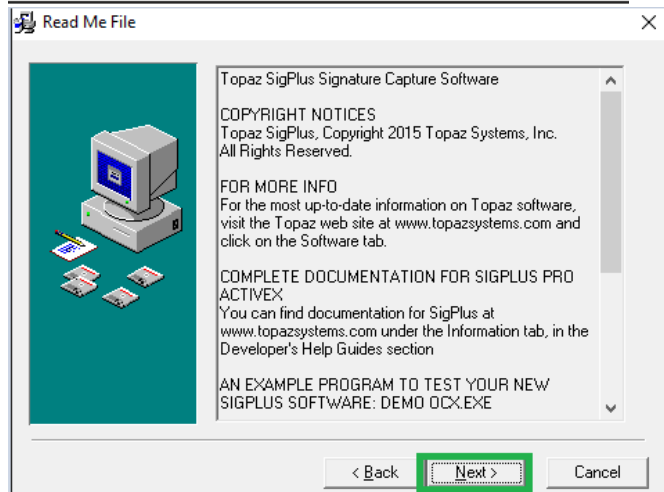 Read Me File
Topaz SigPlus Signature Capture Software
COPYRIGHT NOTICES
Topaz SigPlus, Copyright 2015 Topaz Systems, Inc.
All Rights Reserved.
FOR MORE INFO
For the most up-to-date information on Topaz software,
visit the Topaz web site at www.topazsystems.com and
click on the Software tab.
COMPLETE DOCUMENTATION FOR SIGPLUS PRO
ACTIVEX
You can find documentation for SigPlus at
www.topazsystems.com under the Information tab, in the
Developer's Help Guides section
AN EXAMPLE PROGRAM TO TEST YOUR NEW
SIGPLUS SOFTWARE: DEMO OCX.EXE
< Back Next > Cancel